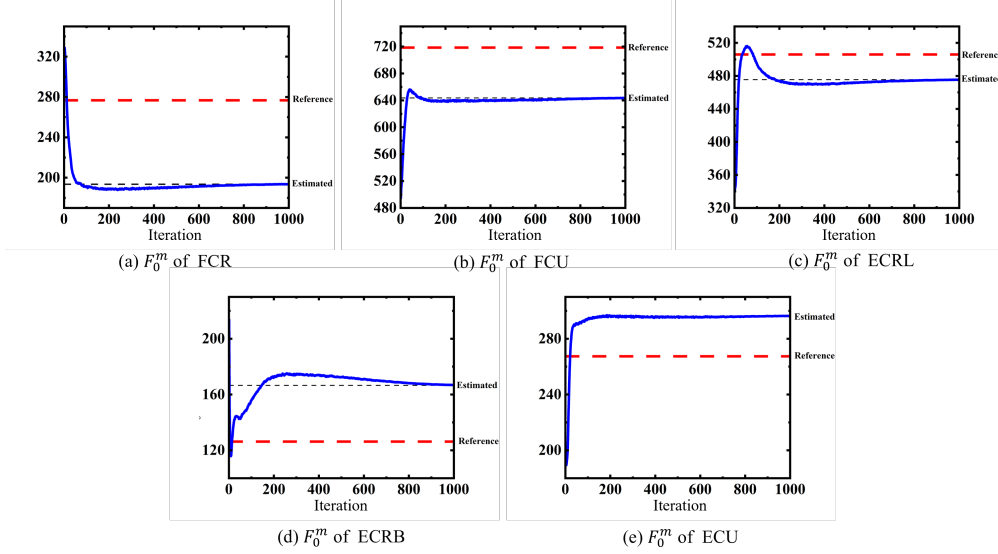 320
280
240
200
Reference
Estimated
0 200 400 600 800 1000
Iteration
(a) F₀ᵐ of FCR
720
680
640
600
560
520
480
Reference
Estimated
0 200 400 600 800 1000
Iteration
(b) F₀ᵐ of FCU
520
480
440
400
360
320
Reference
Estimate
0 200 400 600 800 1000
Iteration
(c) F₀ᵐ of ECRL
200
160
120
Estimated
Reference
0 200 400 600 800 1000
Iteration
(d) F₀ᵐ of ECRB
280
260
240
200
Estimated
Reference
0 200 400 600 800 1000
Iteration
(e) F₀ᵐ of ECU